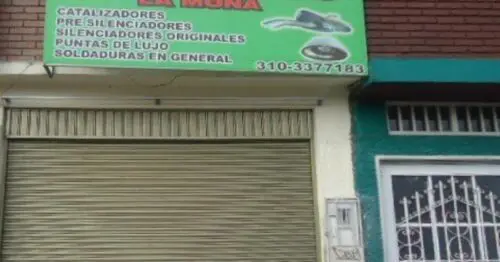 LA MONA
CATALIZADORES
PRE SILENCIADORES
SILENCIADORES ORIGINALES
PUNTAS DE LUJO
SOLDADURAS EN GENERAL
310-3377183